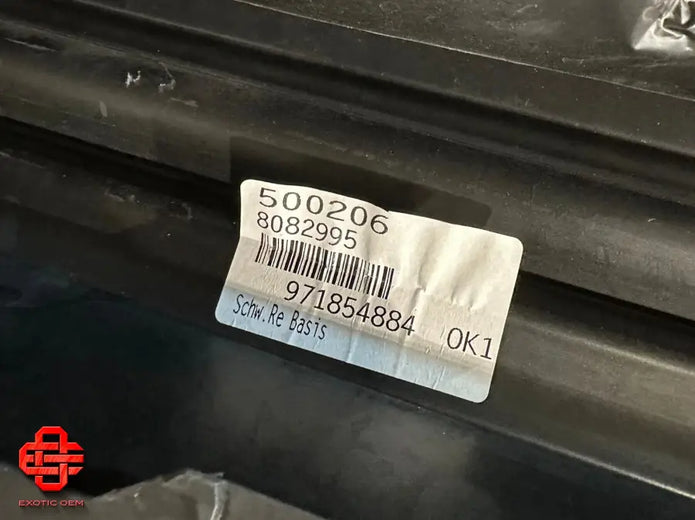 500206
8082995
971854884 OK1
Schw.Re Basis
EXOTIC OEM